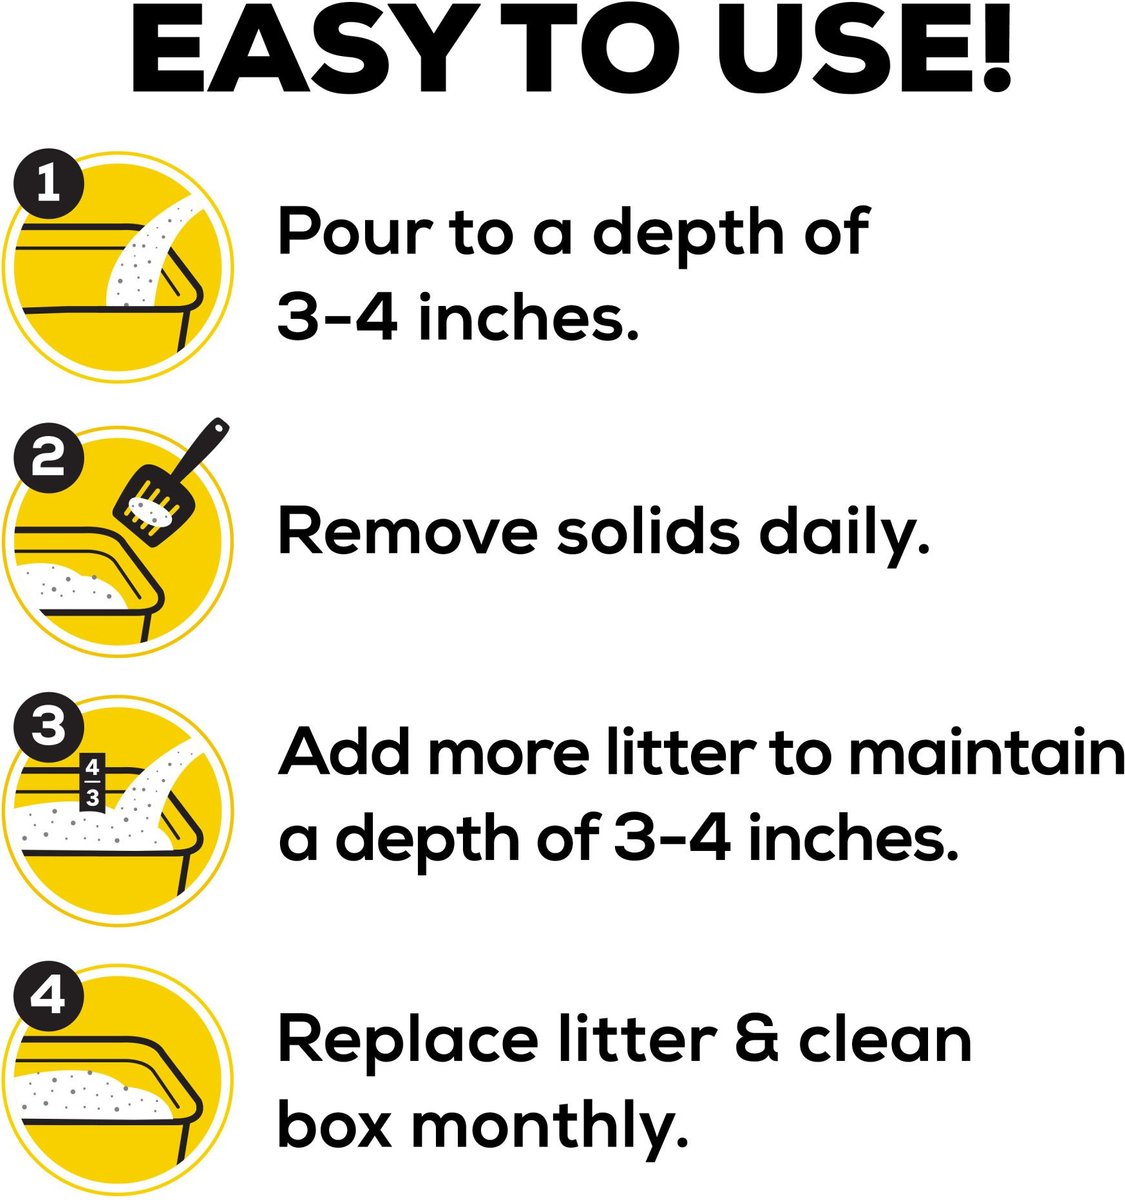 EASY TO USE!
1
Pour to a depth of
3-4 inches.
2
Remove solids daily.
3
4
3
Add more litter to maintain
a depth of 3-4 inches.
4
Replace litter & clean
box monthly.